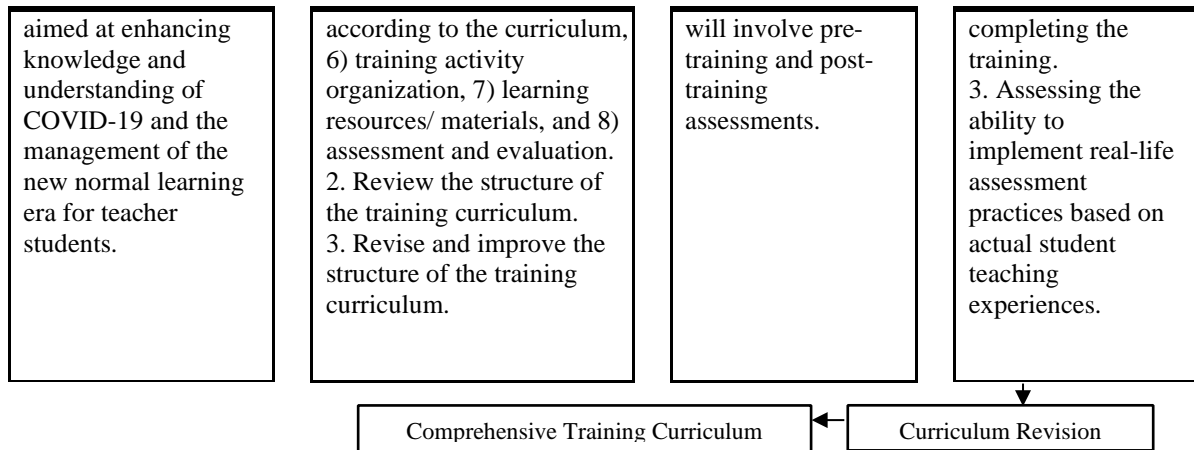 aimed at enhancing
knowledge and
understanding of
COVID-19 and the
management of the
new normal learning
era for teacher
students.
according to the curriculum,
6) training activity
organization, 7) learning
resources/ materials, and 8)
assessment and evaluation.
2. Review the structure of
the training curriculum.
3. Revise and improve the
structure of the training
curriculum.
will involve pre-
training and post-
training
assessments.
completing the
training.
3. Assessing the
ability to
implement real-life
assessment
practices based on
actual student
teaching
experiences.
Comprehensive Training Curriculum
Curriculum Revision